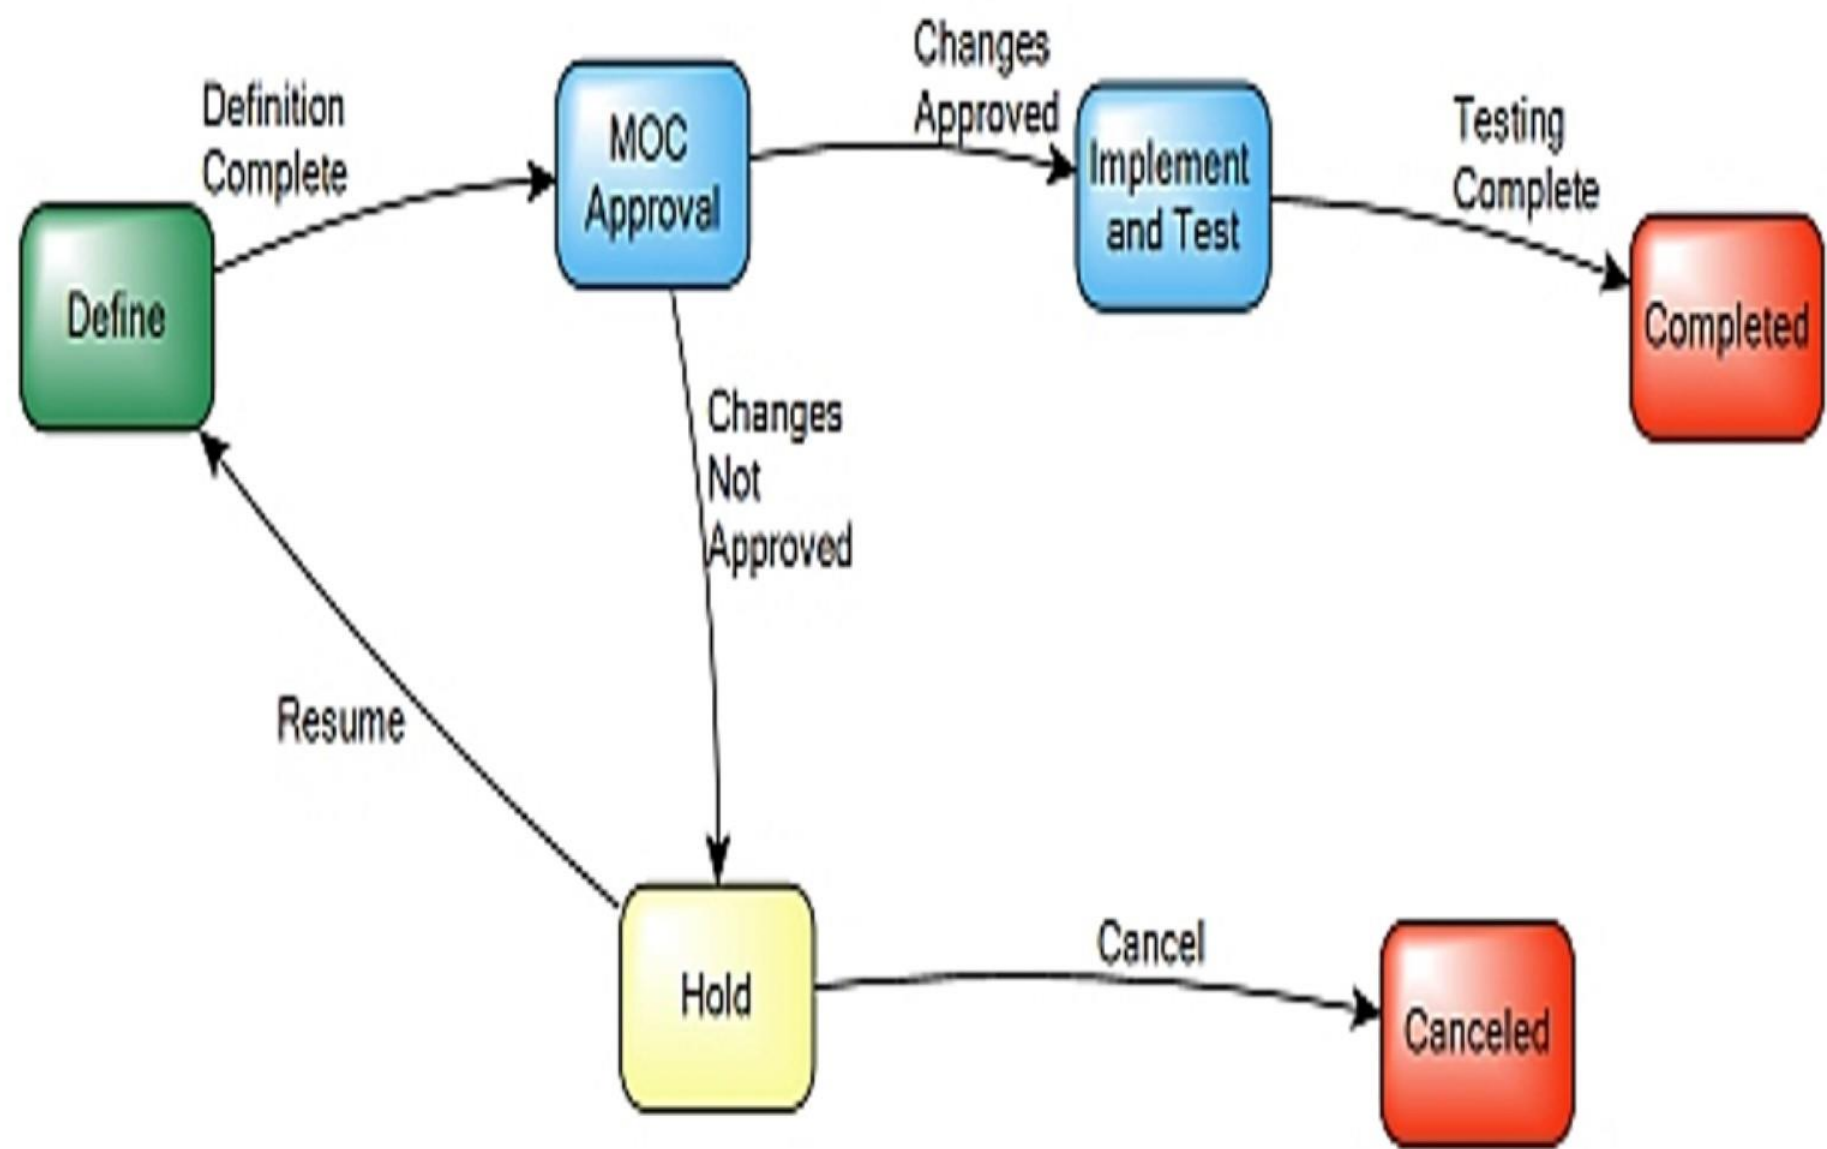 Definition
Complete
Define
MOC
Approval
Changes
Approved
Implement
and Test
Testing
Complete
Completed
Changes
Not
Approved
Resume
Hold
Cancel
Canceled